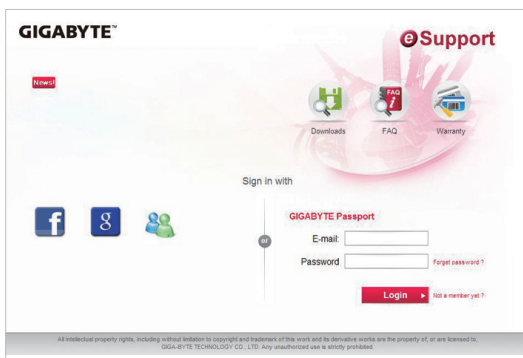 GIGABYTE™
eSupport
News!
FAQ
i
Downloads
FAQ
Warranty
Sign in with
f
g
or
GIGABYTE Passport
E-mail:
Password
Forget password ?
Login
Not a member yet ?
All intellectual property rights, including without limitation to copyright and trademark of this work and its derivative works are the property of, or are licensed to,
GIGA-BYTE TECHNOLOGY CO., LTD. Any unauthorized use is strictly prohibited.